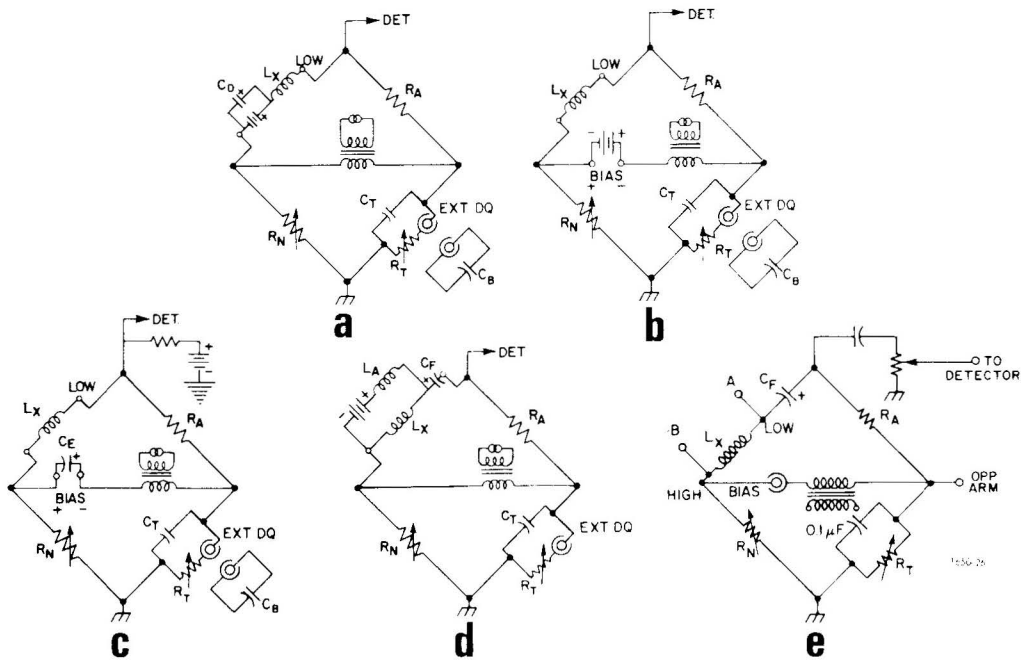 DET.
LOW
LX
CD
RA
RN
CT
RT
EXT DQ
CB
a
DET
LOW
LX
RA
BIAS
RN
CT
RT
EXT DQ
CB
b
DET.
LOW
LX
RA
CE
BIAS
RN
CT
RT
EXT DQ
CB
c
DET
LA
CF
LX
RA
RN
CT
RT
EXT DQ
d
TO DETECTOR
A
CF
LOW
B
LX
RA
HIGH
BIAS
OPP ARM
RN
0.1 µF
RT
e